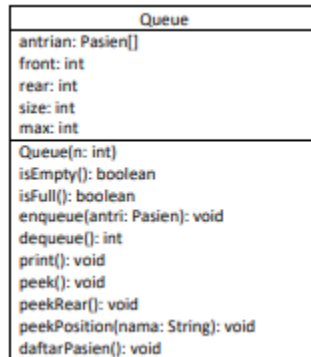 Queue
antrian: Pasien[]
front: int
rear: int
size: int
max: int
Queue(n: int)
isEmpty(): boolean
isFull(): boolean
enqueue(antri: Pasien): void
dequeue(): int
print(): void
peek(): void
peekRear(): void
peekPosition(nama: String): void
daftarPasien(): void